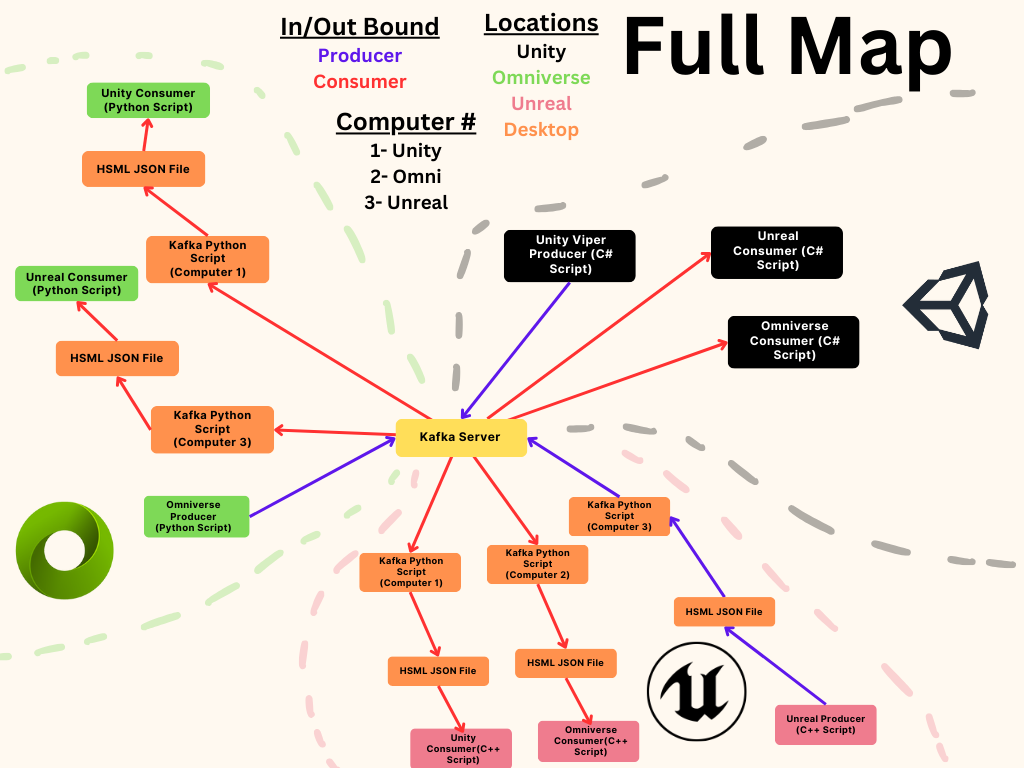 Full Map
In/Out Bound
Producer
Consumer
Locations
Unity
Omniverse
Unreal
Desktop
Computer #
1- Unity
2- Omni
3- Unreal
Unity Consumer
(Python Script)
HSML JSON File
Kafka Python
Script
(Computer 1)
Unreal Consumer
(Python Script)
HSML JSON File
Kafka Python
Script
(Computer 3)
Omniverse
Producer
(Python Script)
Unity Viper
Producer (C#
Script)
Unreal
Consumer (C#
Script)
Omniverse
Consumer (C#
Script)
Kafka Server
Kafka Python
Script
(Computer 3)
Kafka Python
Script
(Computer 1)
Kafka Python
Script
(Computer 2)
HSML JSON File
HSML JSON File
HSML JSON File
Unity
Consumer(C++
Script)
Omniverse
Consumer(C++
Script)
Unreal Producer
(C++ Script)